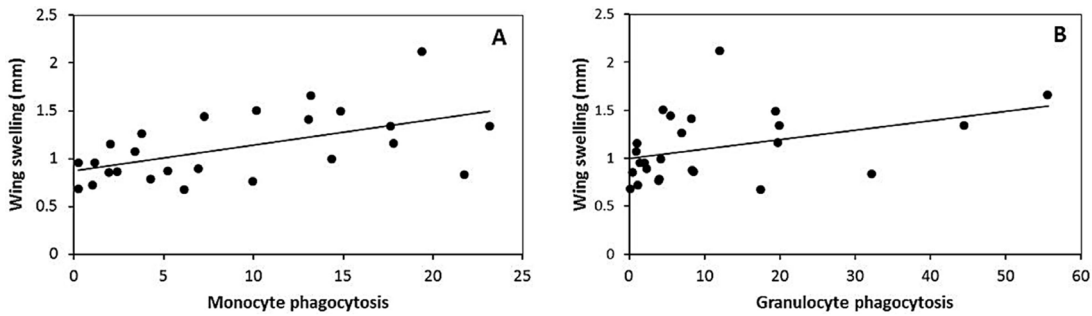 A
Wing swelling (mm)
2.5
2
1.5
1
0.5
0
0 5 10 15 20 25
Monocyte phagocytosis
B
Wing swelling (mm)
2.5
2
1.5
1
0.5
0
0 10 20 30 40 50 60
Granulocyte phagocytosis